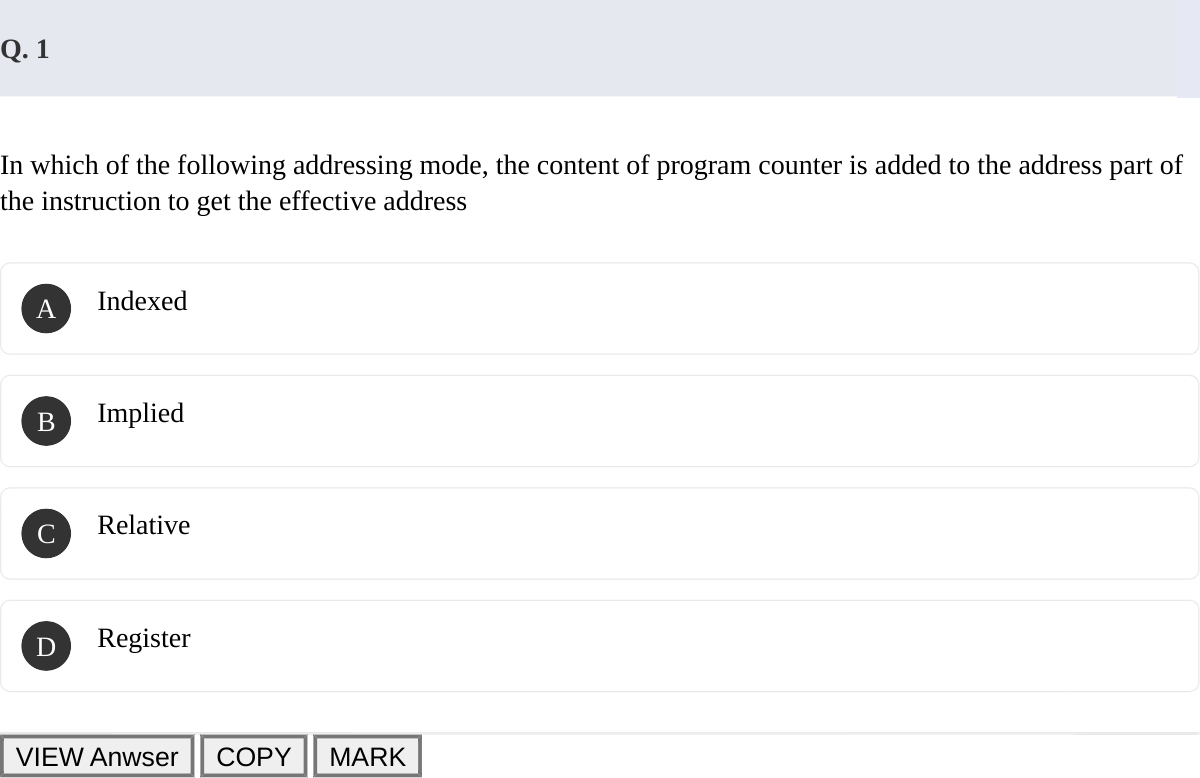 Q. 1
In which of the following addressing mode, the content of program counter is added to the address part of
the instruction to get the effective address
A Indexed
B Implied
C Relative
D Register
VIEW Anwser COPY MARK